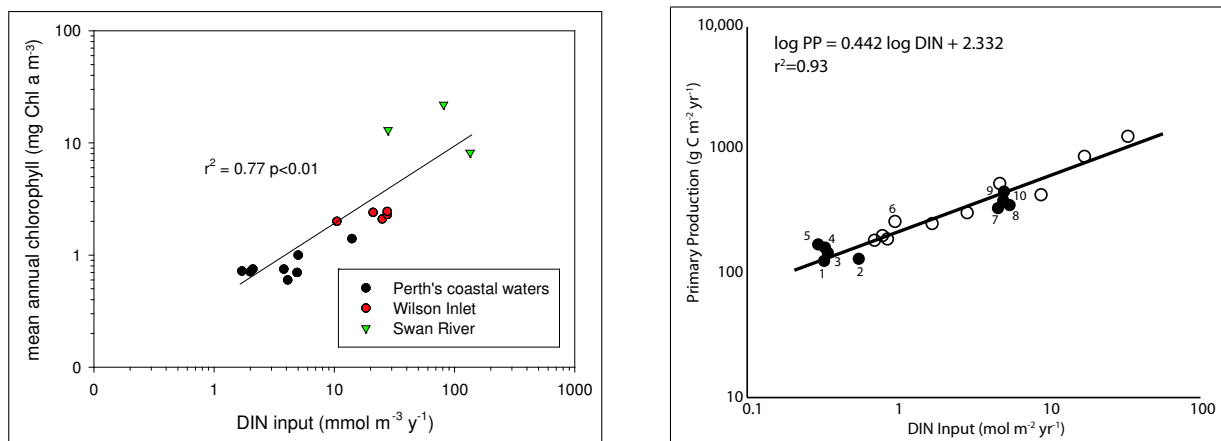 100
10
1
0
mean annual chlorophyll (mg Chl a m⁻³)
r² = 0.77 p<0.01
Perth's coastal waters
Wilson Inlet
Swan River
0 1 10 100 1000
DIN input (mmol m⁻³ y⁻¹)
10,000
1000
100
10
Primary Production (g C m⁻² yr⁻¹)
log PP = 0.442 log DIN + 2.332
r²=0.93
5
4
3
1
2
6
9
10
7
8
0.1 1 10 100
DIN Input (mol m⁻² yr⁻¹)